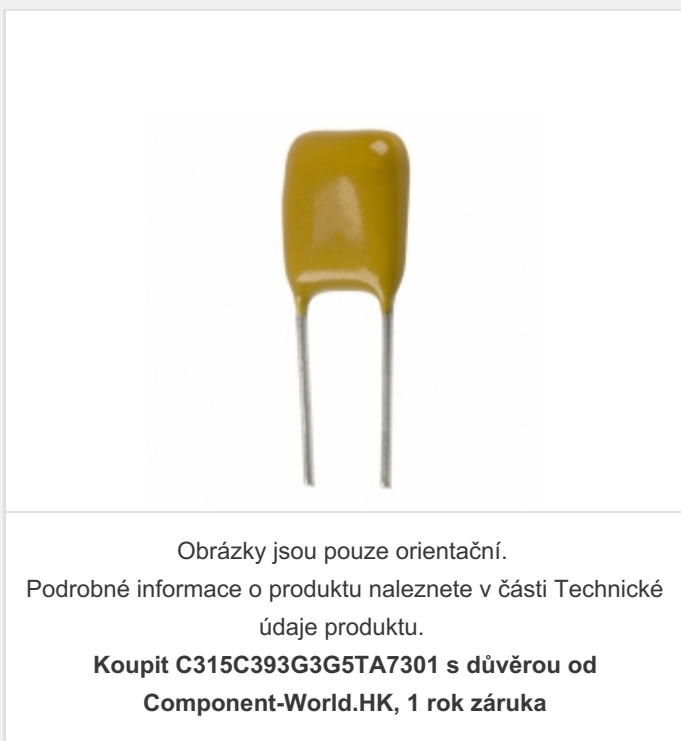 Obrázky jsou pouze orientační.
Podrobné informace o produktu naleznete v části Technické
údaje produktu.
Koupit C315C393G3G5TA7301 s důvěrou od
Component-World.HK, 1 rok záruka